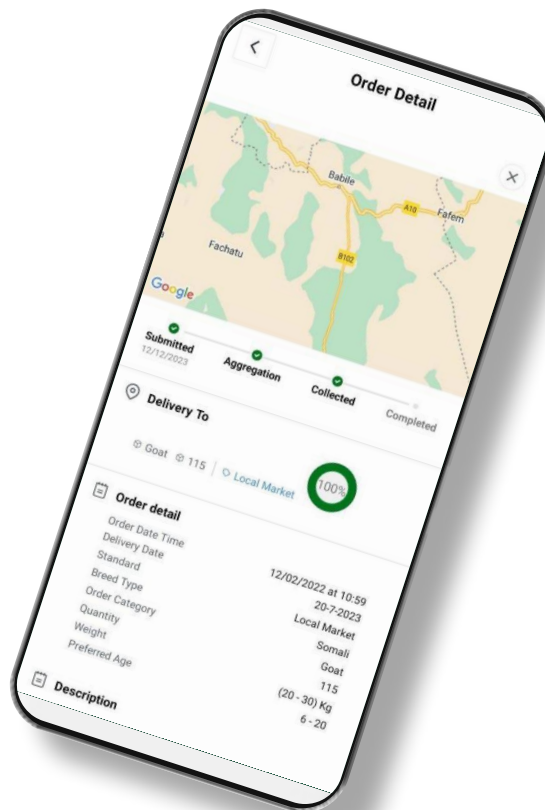 Order Detail
Babile
A10
Fafem
B102
Fachatu
Google
Submitted
12/12/2023
Aggregation
Collected
Completed
Delivery To
Goat 115 Local Market
100%
Order detail
Order Date Time 12/02/2022 at 10:59
Delivery Date 20-7-2023
Standard Local Market
Breed Type Somali
Order Category Goat
Quantity 115
Weight (20 - 30) Kg
Preferred Age 6 - 20
Description